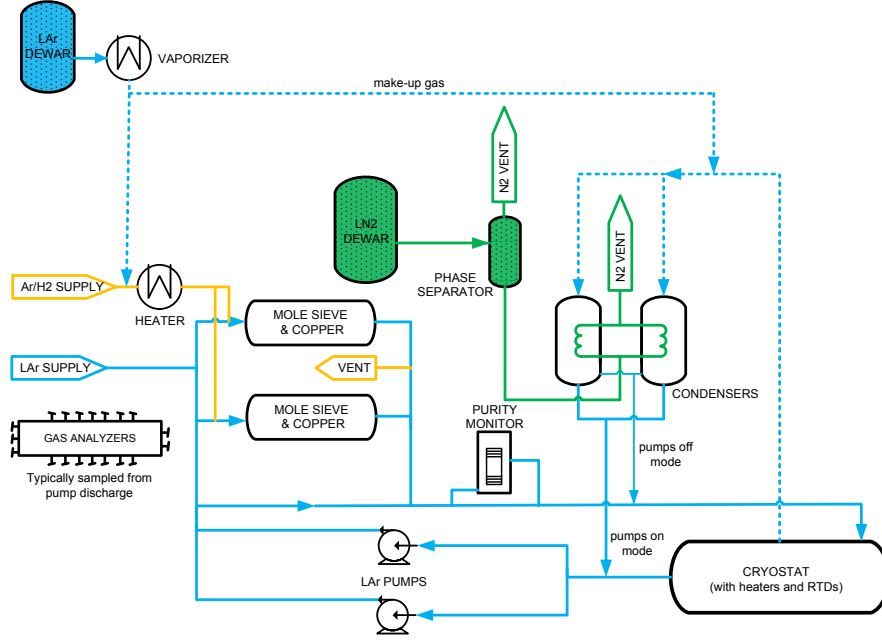 LAr
DEWAR
VAPORIZER
make-up gas
N2 VENT
LN2
DEWAR
N2 VENT
PHASE
SEPARATOR
Ar/H2 SUPPLY
HEATER
MOLE SIEVE
& COPPER
LAr SUPPLY
VENT
CONDENSERS
MOLE SIEVE
& COPPER
PURITY
MONITOR
GAS ANALYZERS
Typically sampled from
pump discharge
pumps off
mode
pumps on
mode
LAr PUMPS
CRYOSTAT
(with heaters and RTDs)